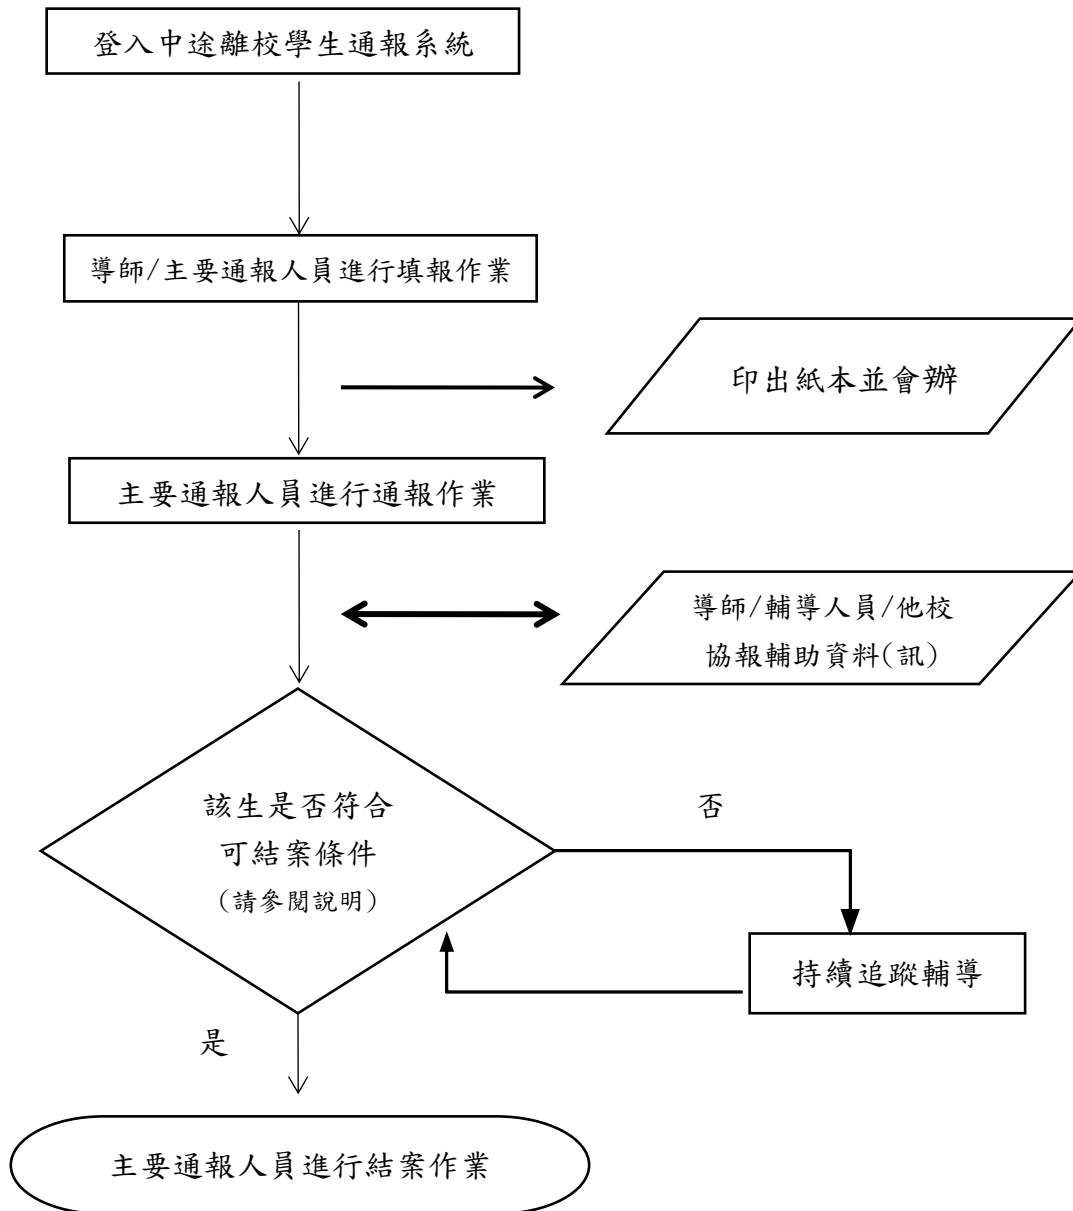 登入中途離校學生通報系統
導師/主要通報人員進行填報作業
印出紙本並會辦
主要通報人員進行通報作業
導師/輔導人員/他校
協報輔助資料(訊)
該生是否符合
可結案條件
(請參閱說明)
否
持續追蹤輔導
是
主要通報人員進行結案作業